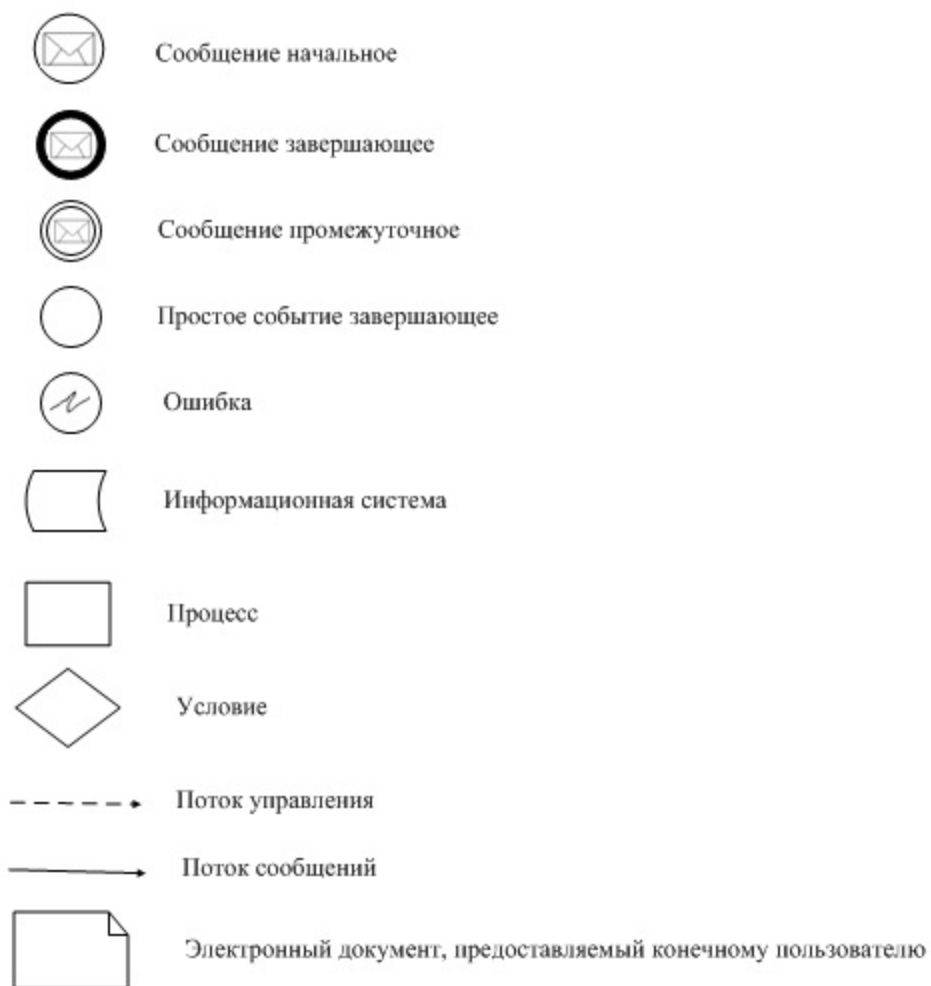 Сообщение начальное
Сообщение завершающее
Сообщение промежуточное
Простое событие завершающее
Ошибка
Информационная система
Процесс
Условие
Поток управления
Поток сообщений
Электронный документ, предоставляемый конечному пользователю